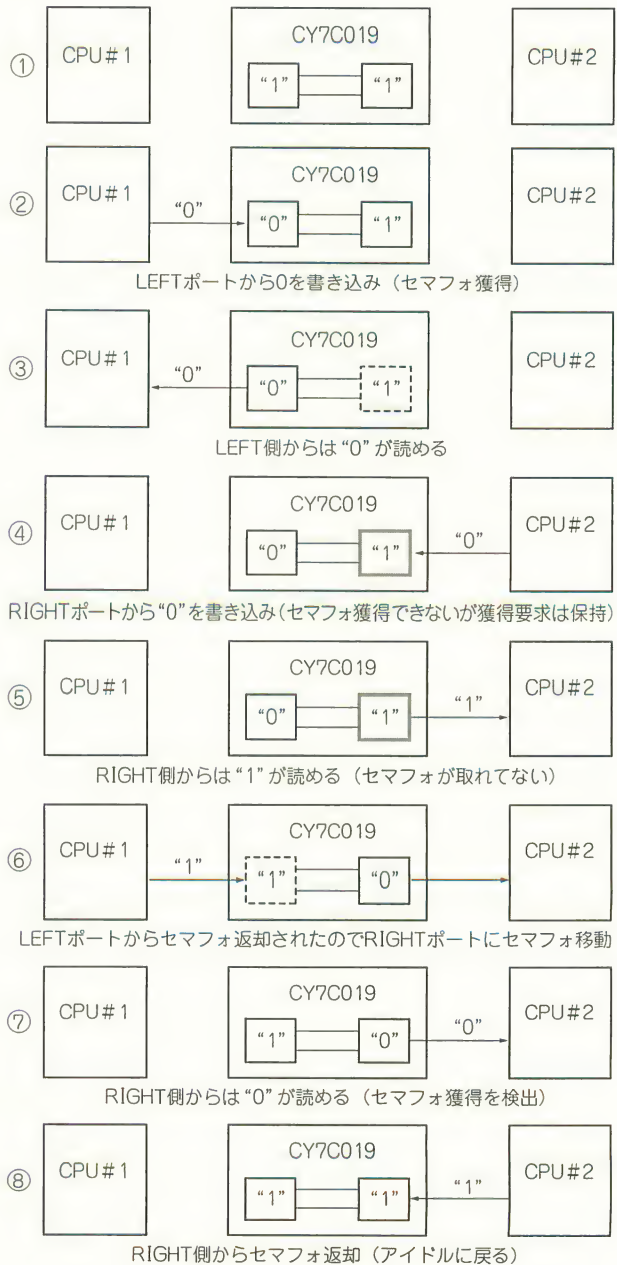 ①
CPU#1
CY7C019
CPU#2
“1”
“1”
②
CPU#1
“0”
CY7C019
“0”
“1”
CPU#2
LEFTポートから0を書き込み（セマフォ獲得）
③
CPU#1
“0”
CY7C019
“0”
“1”
CPU#2
LEFT側からは“0”が読める
④
CPU#1
CY7C019
“0”
“1”
“0”
CPU#2
RIGHTポートから“0”を書き込み（セマフォ獲得できないが獲得要求は保持）
⑤
CPU#1
CY7C019
“0”
“1”
“1”
CPU#2
RIGHT側からは“1”が読める（セマフォが取れてない）
⑥
CPU#1
“1”
CY7C019
“1”
“0”
CPU#2
LEFTポートからセマフォ返却されたのでRIGHTポートにセマフォ移動
⑦
CPU#1
CY7C019
“1”
“0”
“0”
CPU#2
RIGHT側からは“0”が読める（セマフォ獲得を検出）
⑧
CPU#1
CY7C019
“1”
“1”
“1”
CPU#2
RIGHT側からセマフォ返却（アイドルに戻る）